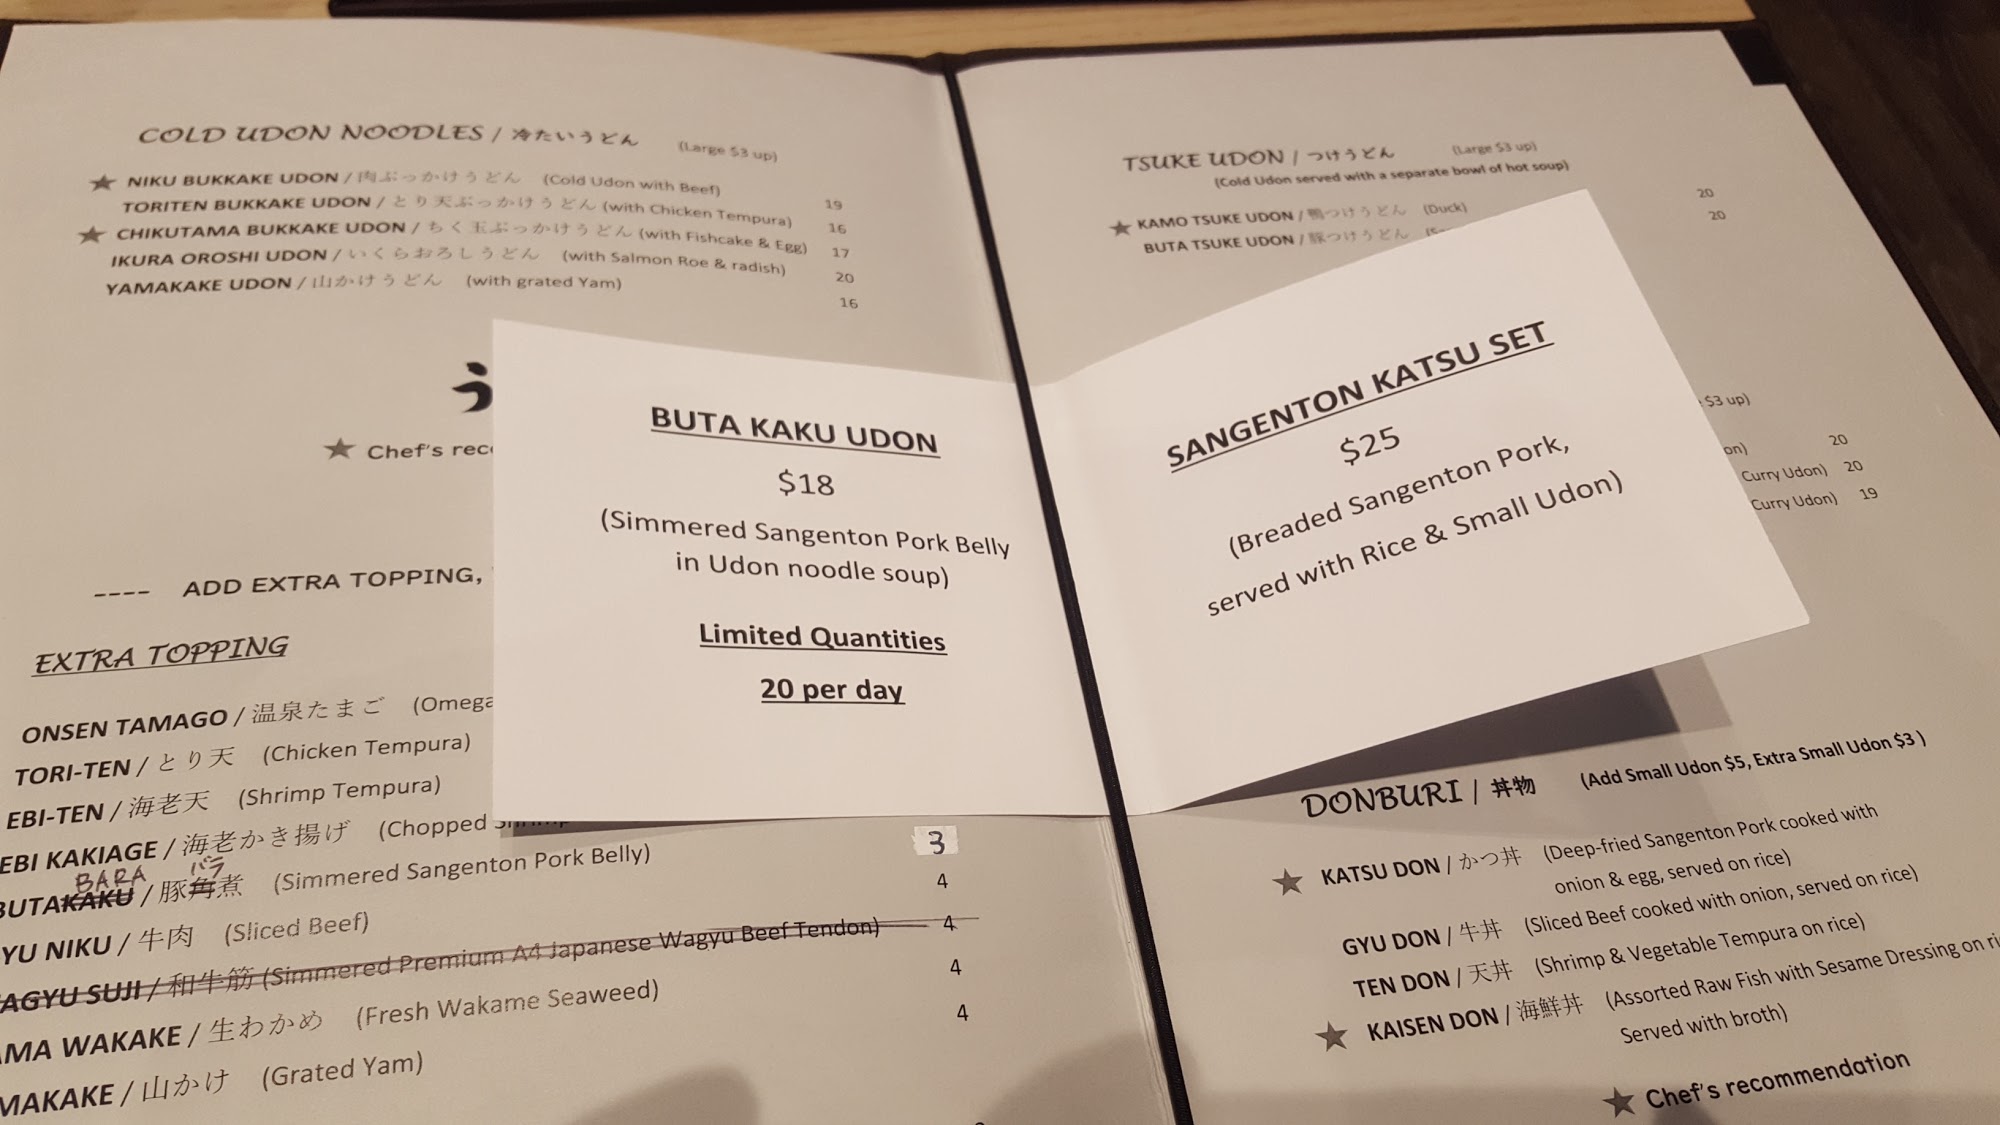 COLD UDON NOODLES / 冷たいうどん (Large $3 up)
★ NIKU BUKKAKE UDON / 肉ぶっかけうどん (Cold Udon with Beef) 19
TORITEN BUKKAKE UDON / とり天ぶっかけうどん (with Chicken Tempura) 16
★ CHIKUTAMA BUKKAKE UDON / ちく玉ぶっかけうどん (with Fishcake & Egg) 17
IKURA OROSHI UDON / いくらおろしうどん (with Salmon Roe & radish) 20
YAMAKAKE UDON / 山かけうどん (with grated Yam) 16
う
★ Chef's
---- ADD EXTRA TOPPING,
EXTRA TOPPING
ONSEN TAMAGO / 温泉たまご (Omega
TORI-TEN / とり天 (Chicken Tempura)
EBI-TEN / 海老天 (Shrimp Tempura)
EBI KAKIAGE / 海老かき揚げ (Chopped
BARA バラ
BUTAKAKU / 豚角煮 (Simmered Sangenton Pork Belly) 3
YU NIKU / 牛肉 (Sliced Beef) 4
AGYU SUJI / 和牛筋 (Simmered Premium A4 Japanese Wagyu Beef Tendon) 4
AMA WAKAKE / 生わかめ (Fresh Wakame Seaweed) 4
MAKAKE / 山かけ (Grated Yam) 4
BUTA KAKU UDON
$18
(Simmered Sangenton Pork Belly
in Udon noodle soup)
Limited Quantities
20 per day
TSUKE UDON / つけうどん (Large $3 up)
(Cold Udon served with a separate bowl of hot soup)
★ KAMO TSUKE UDON / 鴨つけうどん (Duck) 20
BUTA TSUKE UDON / 豚つけうどん 20
SANGENTON KATSU SET
$25
(Breaded Sangenton Pork,
served with Rice & Small Udon)
$3 up)
on) 20
Curry Udon) 20
Curry Udon) 19
DONBURI / 丼物 (Add Small Udon $5, Extra Small Udon $3 )
★ KATSU DON / かつ丼 (Deep-fried Sangenton Pork cooked with
onion & egg, served on rice)
GYU DON / 牛丼 (Sliced Beef cooked with onion, served on rice)
TEN DON / 天丼 (Shrimp & Vegetable Tempura on rice)
★ KAISEN DON / 海鮮丼 (Assorted Raw Fish with Sesame Dressing on
Served with broth)
★ Chef's recommendation